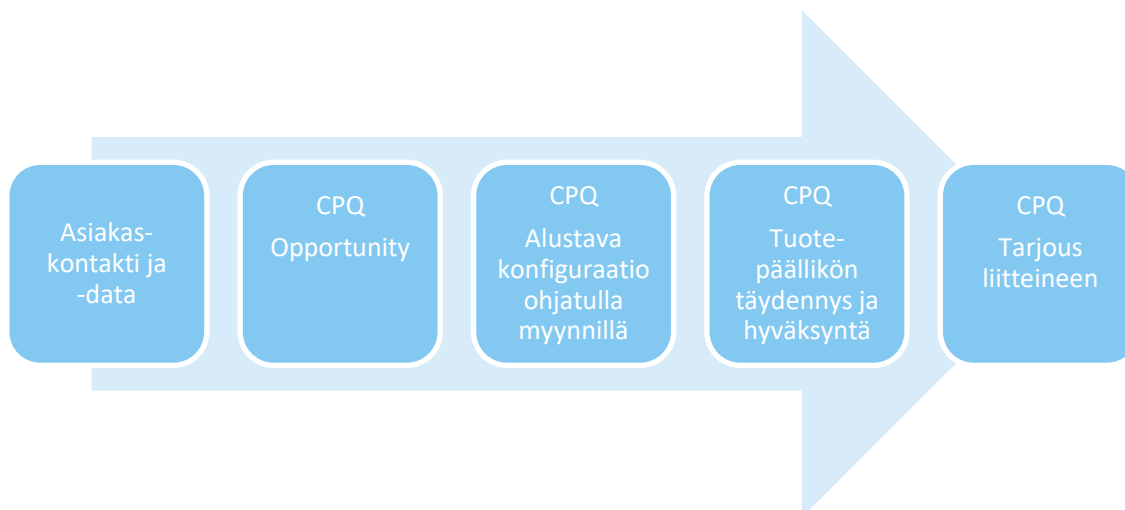 Asiakas-
kontakti ja
-data
CPQ
Opportunity
CPQ
Alustava
konfiguraatio
ohjatulla
myynnillä
CPQ
Tuote-
päällikön
täydennys ja
hyväksyntä
CPQ
Tarjous
liitteineen